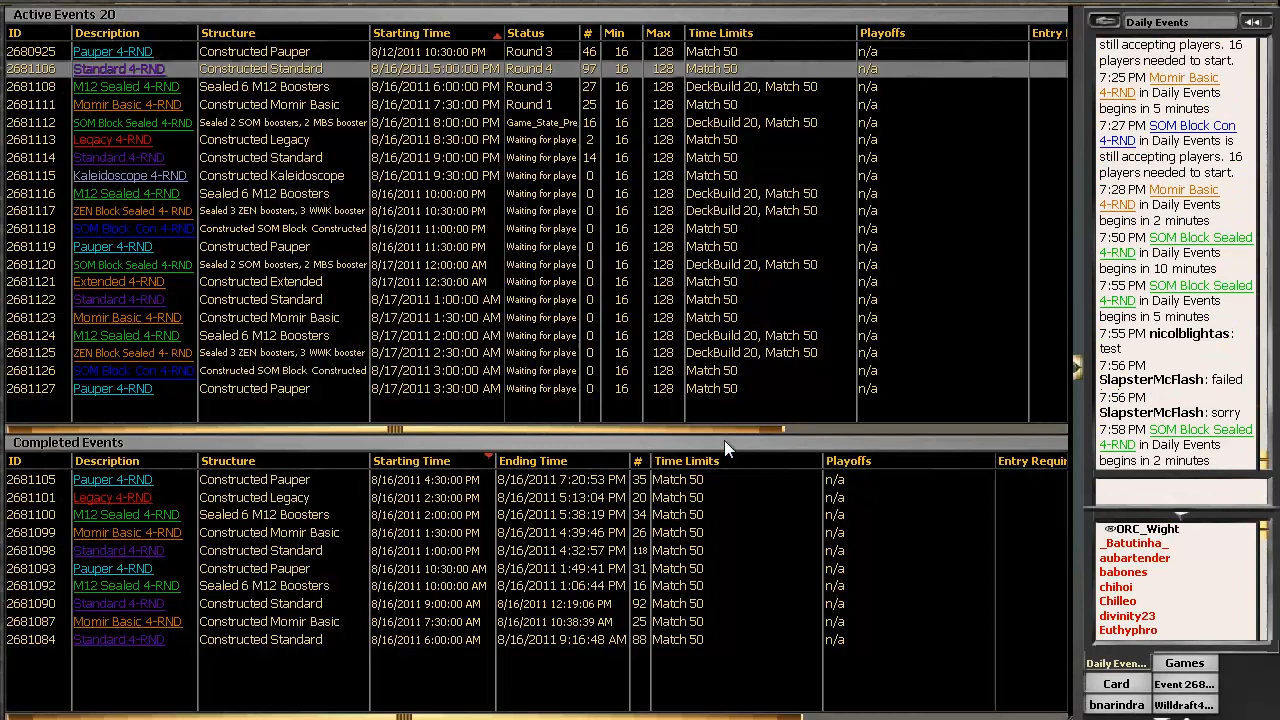 Active Events 20
ID Description Structure Starting Time Status # Min Max Time Limits Playoffs Entry
2680925 Pauper 4-RND Constructed Pauper 8/12/2011 10:30:00 PM Round 3 46 16 128 Match 50 n/a
2681106 Standard 4-RND Constructed Standard 8/16/2011 5:00:00 PM Round 4 97 16 128 Match 50 n/a
2681108 M12 Sealed 4-RND Sealed 6 M12 Boosters 8/16/2011 6:00:00 PM Round 3 27 16 128 DeckBuild 20, Match 50 n/a
2681111 Momir Basic 4-RND Constructed Momir Basic 8/16/2011 7:30:00 PM Round 1 25 16 128 Match 50 n/a
2681112 SOM Block Sealed 4-RND Sealed 2 SOM boosters, 2 MBS booster 8/16/2011 8:00:00 PM Game_State_Pre 16 16 128 DeckBuild 20, Match 50 n/a
2681113 Legacy 4-RND Constructed Legacy 8/16/2011 8:30:00 PM Waiting for playe 2 16 128 Match 50 n/a
2681114 Standard 4-RND Constructed Standard 8/16/2011 9:00:00 PM Waiting for playe 14 16 128 Match 50 n/a
2681115 Kaleidoscope 4-RND Constructed Kaleidoscope 8/16/2011 9:30:00 PM Waiting for playe 0 16 128 Match 50 n/a
2681116 M12 Sealed 4-RND Sealed 6 M12 Boosters 8/16/2011 10:00:00 PM Waiting for playe 0 16 128 DeckBuild 20, Match 50 n/a
2681117 ZEN Block Sealed 4- RND Sealed 3 ZEN boosters, 3 WWK booster 8/16/2011 10:30:00 PM Waiting for playe 0 16 128 DeckBuild 20, Match 50 n/a
2681118 SOM Block Con 4-RND Constructed SOM Block Constructed 8/16/2011 11:00:00 PM Waiting for playe 0 16 128 Match 50 n/a
2681119 Pauper 4-RND Constructed Pauper 8/16/2011 11:30:00 PM Waiting for playe 0 16 128 Match 50 n/a
2681120 SOM Block Sealed 4-RND Sealed 2 SOM boosters, 2 MBS booster 8/17/2011 12:00:00 AM Waiting for playe 0 16 128 DeckBuild 20, Match 50 n/a
2681121 Extended 4-RND Constructed Extended 8/17/2011 12:30:00 AM Waiting for playe 0 16 128 Match 50 n/a
2681122 Standard 4-RND Constructed Standard 8/17/2011 1:00:00 AM Waiting for playe 0 16 128 Match 50 n/a
2681123 Momir Basic 4-RND Constructed Momir Basic 8/17/2011 1:30:00 AM Waiting for playe 0 16 128 Match 50 n/a
2681124 M12 Sealed 4-RND Sealed 6 M12 Boosters 8/17/2011 2:00:00 AM Waiting for playe 0 16 128 DeckBuild 20, Match 50 n/a
2681125 ZEN Block Sealed 4- RND Sealed 3 ZEN boosters, 3 WWK booster 8/17/2011 2:30:00 AM Waiting for playe 0 16 128 DeckBuild 20, Match 50 n/a
2681126 SOM Block Con 4-RND Constructed SOM Block Constructed 8/17/2011 3:00:00 AM Waiting for playe 0 16 128 Match 50 n/a
2681127 Pauper 4-RND Constructed Pauper 8/17/2011 3:30:00 AM Waiting for playe 0 16 128 Match 50 n/a
Completed Events
ID Description Structure Starting Time Ending Time # Time Limits Playoffs Entry Requir
2681105 Pauper 4-RND Constructed Pauper 8/16/2011 4:30:00 PM 8/16/2011 7:20:53 PM 35 Match 50 n/a
2681101 Legacy 4-RND Constructed Legacy 8/16/2011 2:30:00 PM 8/16/2011 5:13:04 PM 20 Match 50 n/a
2681100 M12 Sealed 4-RND Sealed 6 M12 Boosters 8/16/2011 2:00:00 PM 8/16/2011 5:38:19 PM 34 Match 50 n/a
2681099 Momir Basic 4-RND Constructed Momir Basic 8/16/2011 1:30:00 PM 8/16/2011 4:39:46 PM 26 Match 50 n/a
2681098 Standard 4-RND Constructed Standard 8/16/2011 1:00:00 PM 8/16/2011 4:32:57 PM 118 Match 50 n/a
2681093 Pauper 4-RND Constructed Pauper 8/16/2011 10:30:00 AM 8/16/2011 1:49:41 PM 31 Match 50 n/a
2681092 M12 Sealed 4-RND Sealed 6 M12 Boosters 8/16/2011 10:00:00 AM 8/16/2011 1:06:44 PM 16 Match 50 n/a
2681090 Standard 4-RND Constructed Standard 8/16/2011 9:00:00 AM 8/16/2011 12:19:06 PM 92 Match 50 n/a
2681087 Momir Basic 4-RND Constructed Momir Basic 8/16/2011 7:30:00 AM 8/16/2011 10:38:39 AM 25 Match 50 n/a
2681084 Standard 4-RND Constructed Standard 8/16/2011 6:00:00 AM 8/16/2011 9:16:48 AM 88 Match 50 n/a
Daily Events
still accepting players. 16
players needed to start.
7:25 PM Momir Basic
4-RND in Daily Events
begins in 5 minutes
7:27 PM SOM Block Con
4-RND in Daily Events is
still accepting players. 16
players needed to start.
7:28 PM Momir Basic
4-RND in Daily Events
begins in 2 minutes
7:50 PM SOM Block Sealed
4-RND in Daily Events
begins in 10 minutes
7:55 PM SOM Block Sealed
4-RND in Daily Events
begins in 5 minutes
7:55 PM nicolblightas:
test
7:56 PM
SlapsterMcFlash: failed
:
7:56 PM
SlapsterMcFlash: sorry
7:58 PM SOM Block Sealed
4-RND in Daily Events
begins in 2 minutes
ORC_Wight
_Batutinha_
aubartender
babones
chihoi
Chilleo
divinity23
Euthyphro
Daily Even... Games
Card Event 268...
bnarindra Willdraft4...